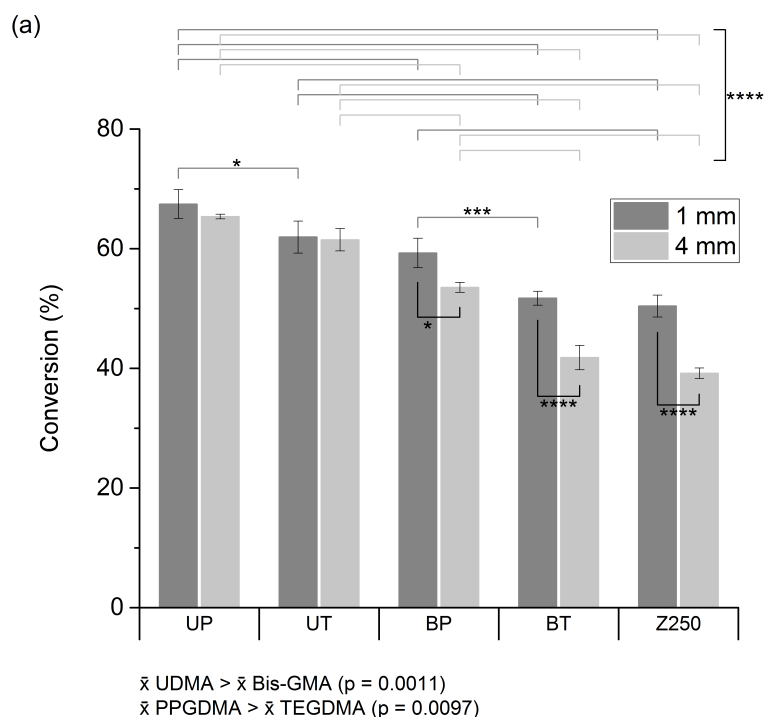 (a)
****
80
*
***
1 mm
4 mm
60
*
****
****
40
20
0
Conversion (%)
UP UT BP BT Z250
x̄ UDMA > x̄ Bis-GMA (p = 0.0011)
x̄ PPGDMA > x̄ TEGDMA (p = 0.0097)